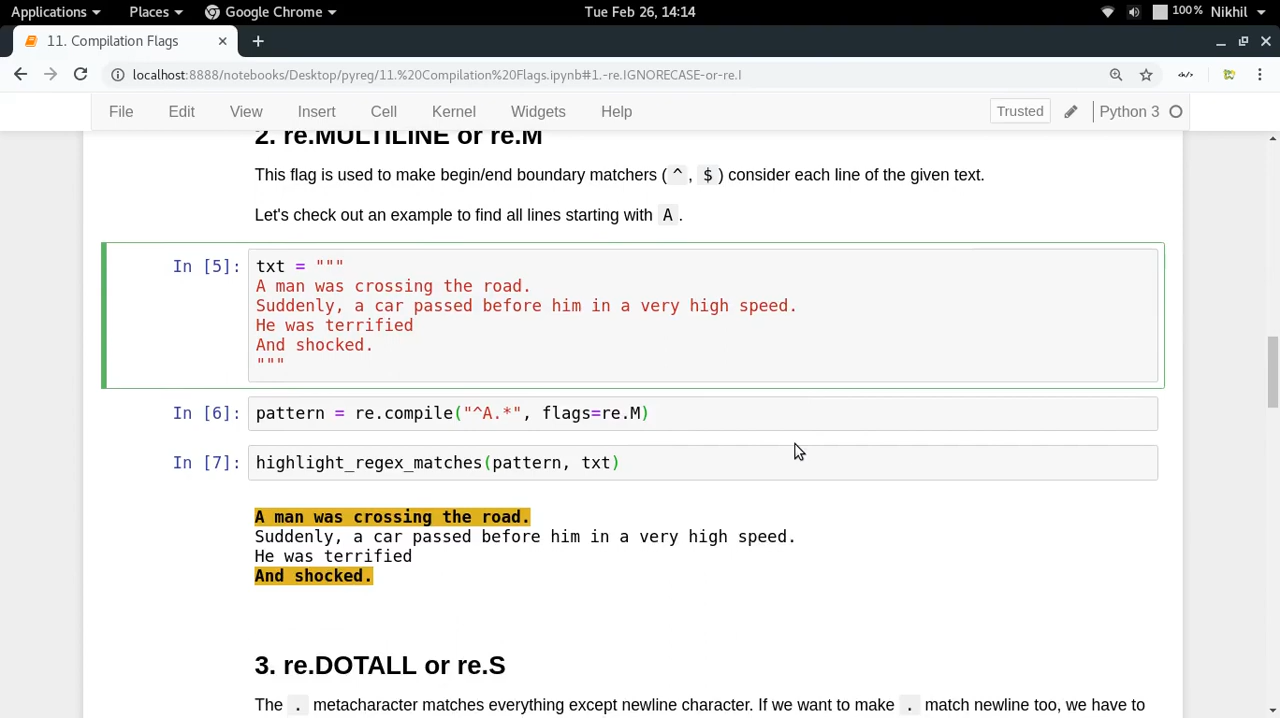 Applications Places Google Chrome Tue Feb 26, 14:14 100% Nikhil
11. Compilation Flags
localhost:8888/notebooks/Desktop/pyreg/11.%20Compilation%20Flags.ipynb#1.-re.IGNORECASE-or-re.I
File Edit View Insert Cell Kernel Widgets Help Trusted Python 3
2. re.MULTILINE or re.M
This flag is used to make begin/end boundary matchers ( ^ , $ ) consider each line of the given text.
Let's check out an example to find all lines starting with A .
In [5]: txt = """
A man was crossing the road.
Suddenly, a car passed before him in a very high speed.
He was terrified
And shocked.
"""
In [6]: pattern = re.compile("^A.*", flags=re.M)
In [7]: highlight_regex_matches(pattern, txt)
A man was crossing the road.
Suddenly, a car passed before him in a very high speed.
He was terrified
And shocked.
3. re.DOTALL or re.S
The . metacharacter matches everything except newline character. If we want to make . match newline too, we have to